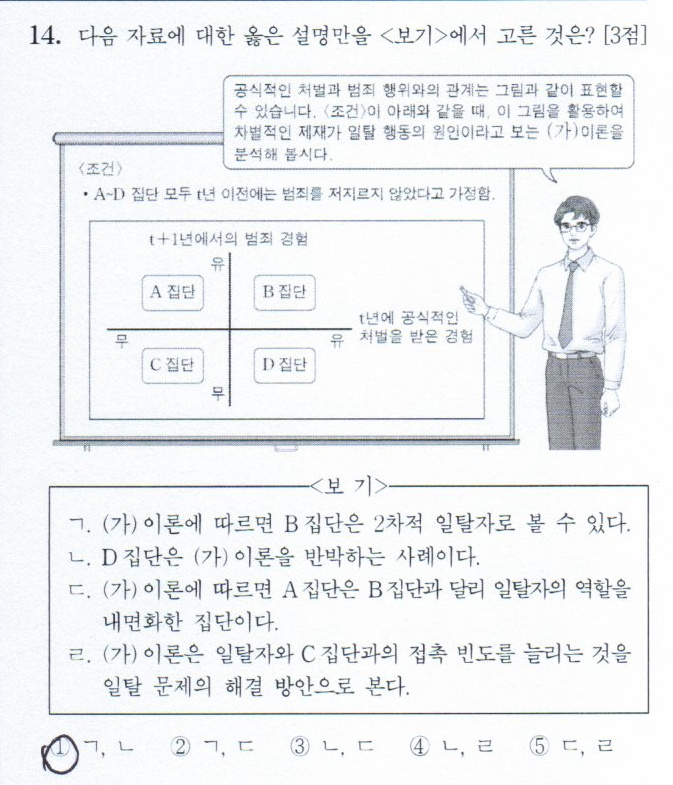 14. 다음 자료에 대한 옳은 설명만을 <보기>에서 고른 것은? [3점]
공식적인 처벌과 범죄 행위와의 관계는 그림과 같이 표현할
수 있습니다. <조건>이 아래와 같을 때, 이 그림을 활용하여
차별적인 제재가 일탈 행동의 원인이라고 보는 (가)이론을
분석해 봅시다.
<조건>
• A~D 집단 모두 t년 이전에는 범죄를 저지르지 않았다고 가정함.
t+1년에서의 범죄 경험
유
A 집단 B 집단
t년에 공식적인
무 유 처벌을 받은 경험
C 집단 D 집단
무
<보 기>
ㄱ. (가)이론에 따르면 B집단은 2차적 일탈자로 볼 수 있다.
ㄴ. D집단은 (가)이론을 반박하는 사례이다.
ㄷ. (가)이론에 따르면 A집단은 B집단과 달리 일탈자의 역할을
내면화한 집단이다.
ㄹ. (가)이론은 일탈자와 C집단과의 접촉 빈도를 늘리는 것을
일탈 문제의 해결 방안으로 본다.
① ㄱ, ㄴ ② ㄱ, ㄷ ③ ㄴ, ㄷ ④ ㄴ, ㄹ ⑤ ㄷ, ㄹ